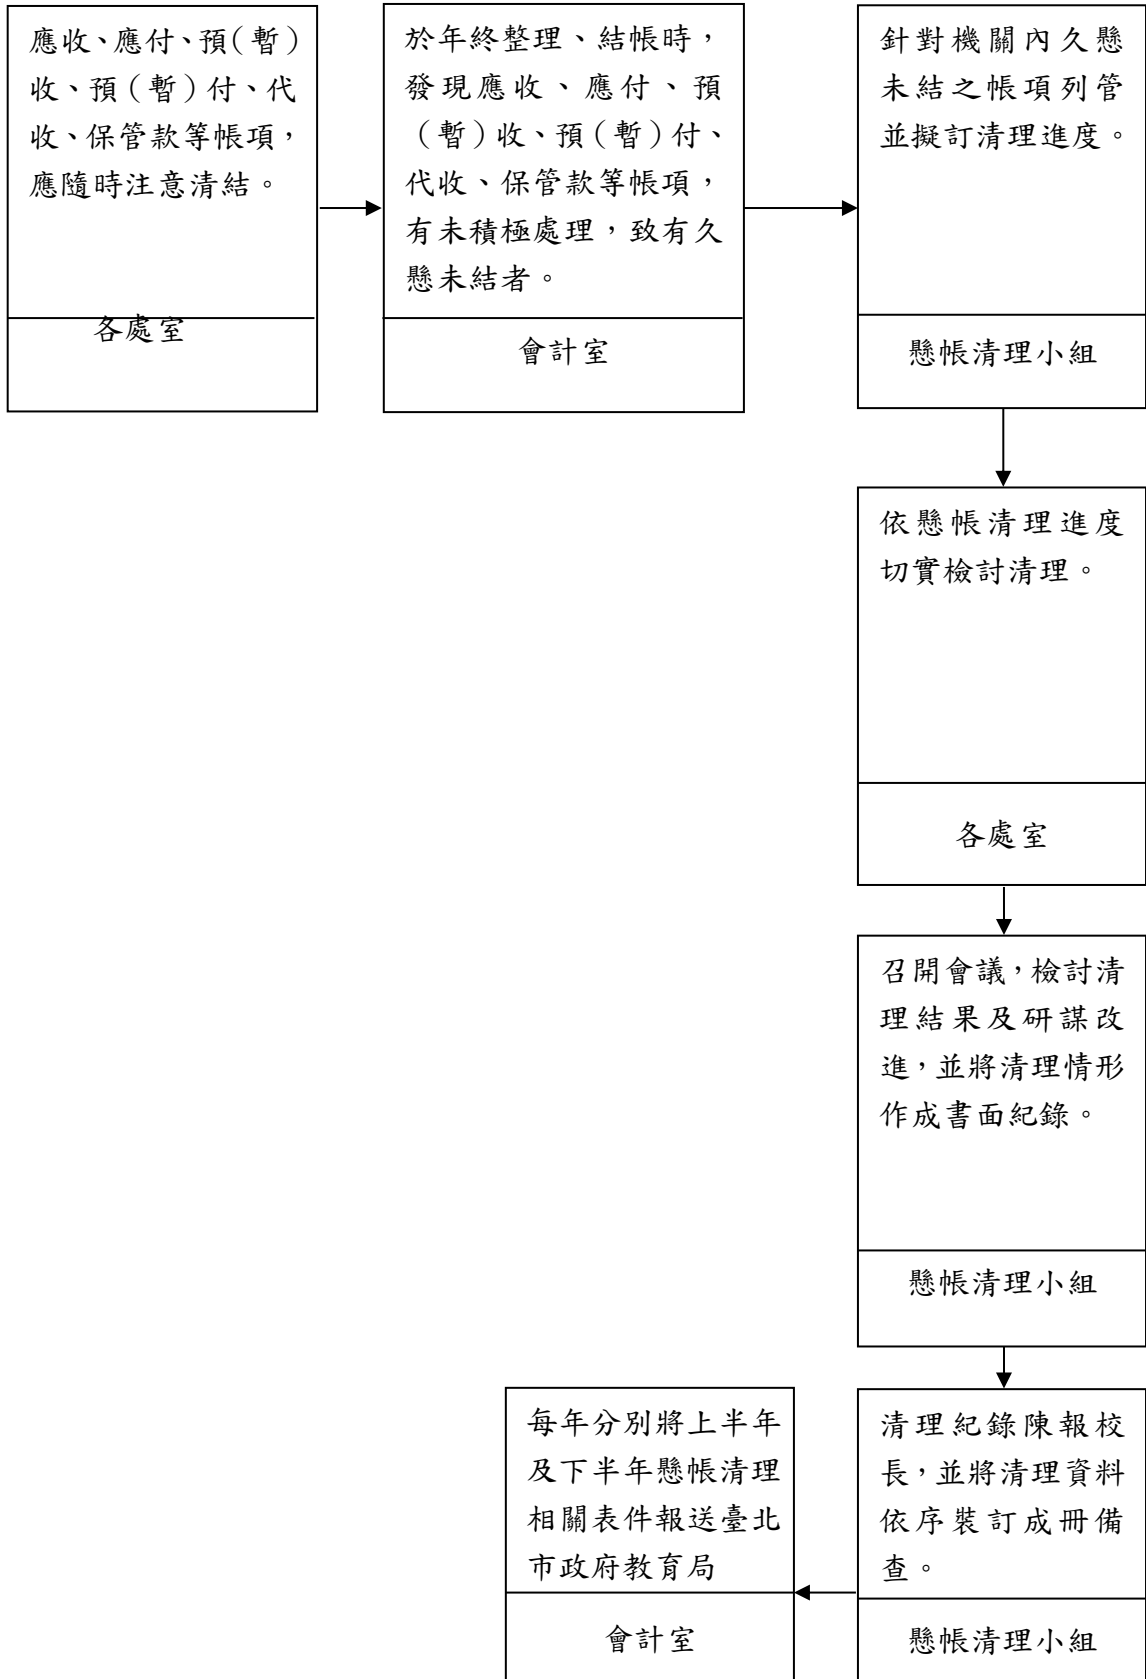 應收、應付、預(暫)
收、預(暫)付、代
收、保管款等帳項，
應隨時注意清結。
各處室
於年終整理、結帳時，
發現應收、應付、預
(暫)收、預(暫)付、
代收、保管款等帳項，
有未積極處理，致有久
懸未結者。
會計室
針對機關內久懸
未結之帳項列管
並擬訂清理進度。
懸帳清理小組
依懸帳清理進度
切實檢討清理。
各處室
召開會議，檢討清
理結果及研謀改
進，並將清理情形
作成書面紀錄。
懸帳清理小組
清理紀錄陳報校
長，並將清理資料
依序裝訂成冊備
查。
懸帳清理小組
每年分別將上半年
及下半年懸帳清理
相關表件報送臺北
市政府教育局
會計室